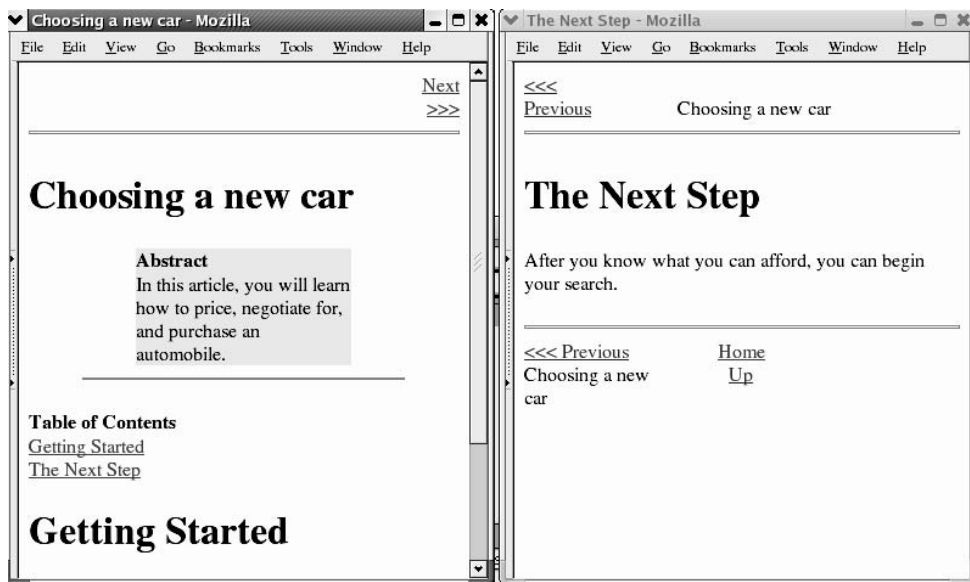 Choosing a new car - Mozilla
File Edit View Go Bookmarks Tools Window Help
Next
>>>
Choosing a new car
Abstract
In this article, you will learn
how to price, negotiate for,
and purchase an
automobile.
Table of Contents
Getting Started
The Next Step
Getting Started
The Next Step - Mozilla
File Edit View Go Bookmarks Tools Window Help
<<<
Previous Choosing a new car
The Next Step
After you know what you can afford, you can begin
your search.
<<< Previous Home
Choosing a new Up
car